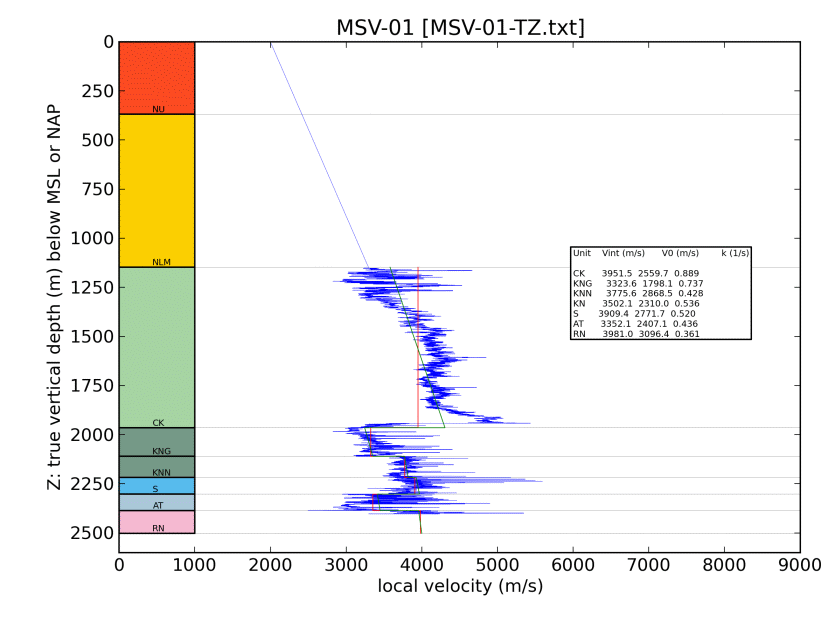 MSV-01 [MSV-01-TZ.txt]
Z: true vertical depth (m) below MSL or NAP
0
250
500
750
1000
1250
1500
1750
2000
2250
2500
NU
NLM
CK
KNG
KNN
S
AT
RN
Unit Vint (m/s) V0 (m/s) k (1/s)
CK 3951.5 2559.7 0.889
KNG 3323.6 1798.1 0.737
KNN 3775.6 2868.5 0.428
KN 3502.1 2310.0 0.536
S 3909.4 2771.7 0.520
AT 3352.1 2407.1 0.436
RN 3981.0 3096.4 0.361
0 1000 2000 3000 4000 5000 6000 7000 8000 9000
local velocity (m/s)